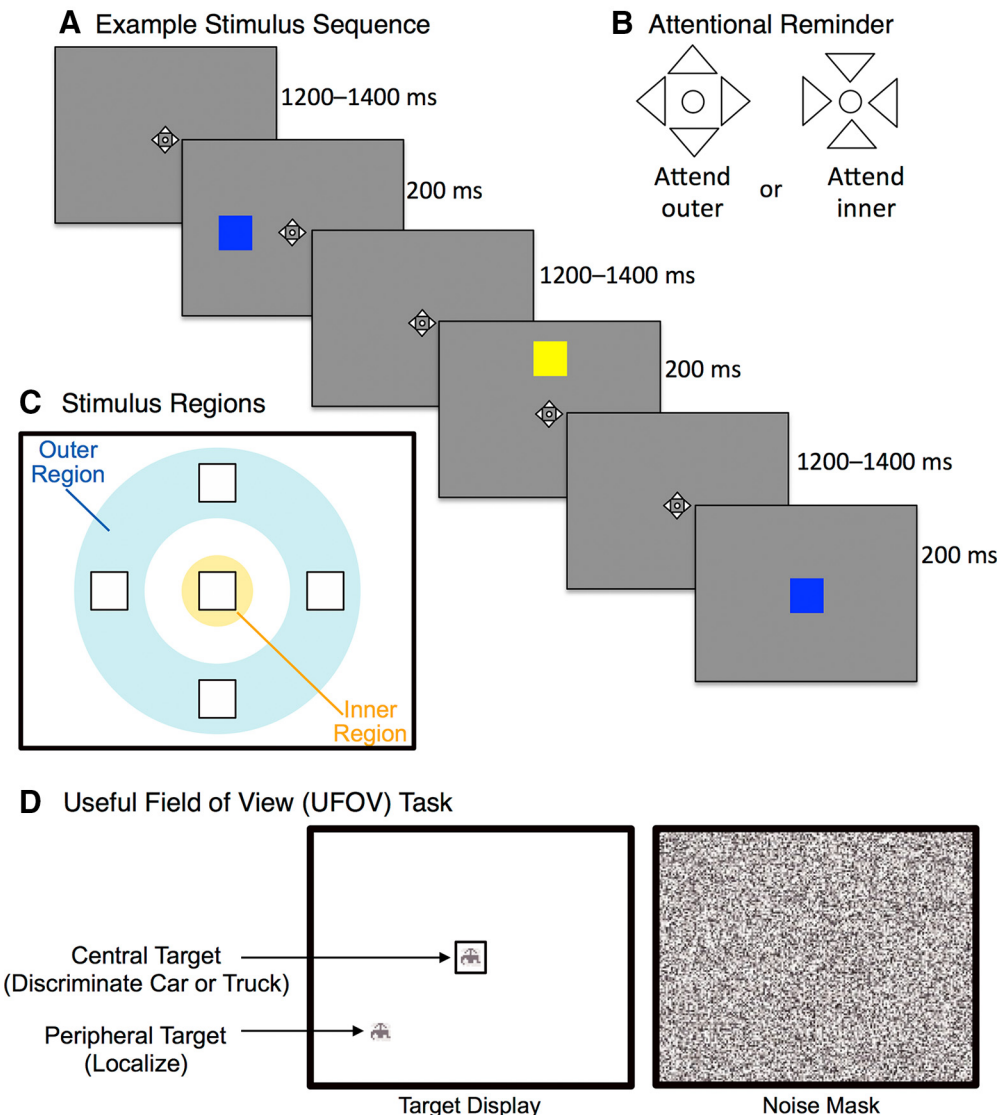 A Example Stimulus Sequence
1200–1400 ms
200 ms
1200–1400 ms
200 ms
1200–1400 ms
200 ms
B Attentional Reminder
Attend
outer
or
Attend
inner
C Stimulus Regions
Outer
Region
Inner
Region
D Useful Field of View (UFOV) Task
Central Target
(Discriminate Car or Truck)
Peripheral Target
(Localize)
Target Display
Noise Mask